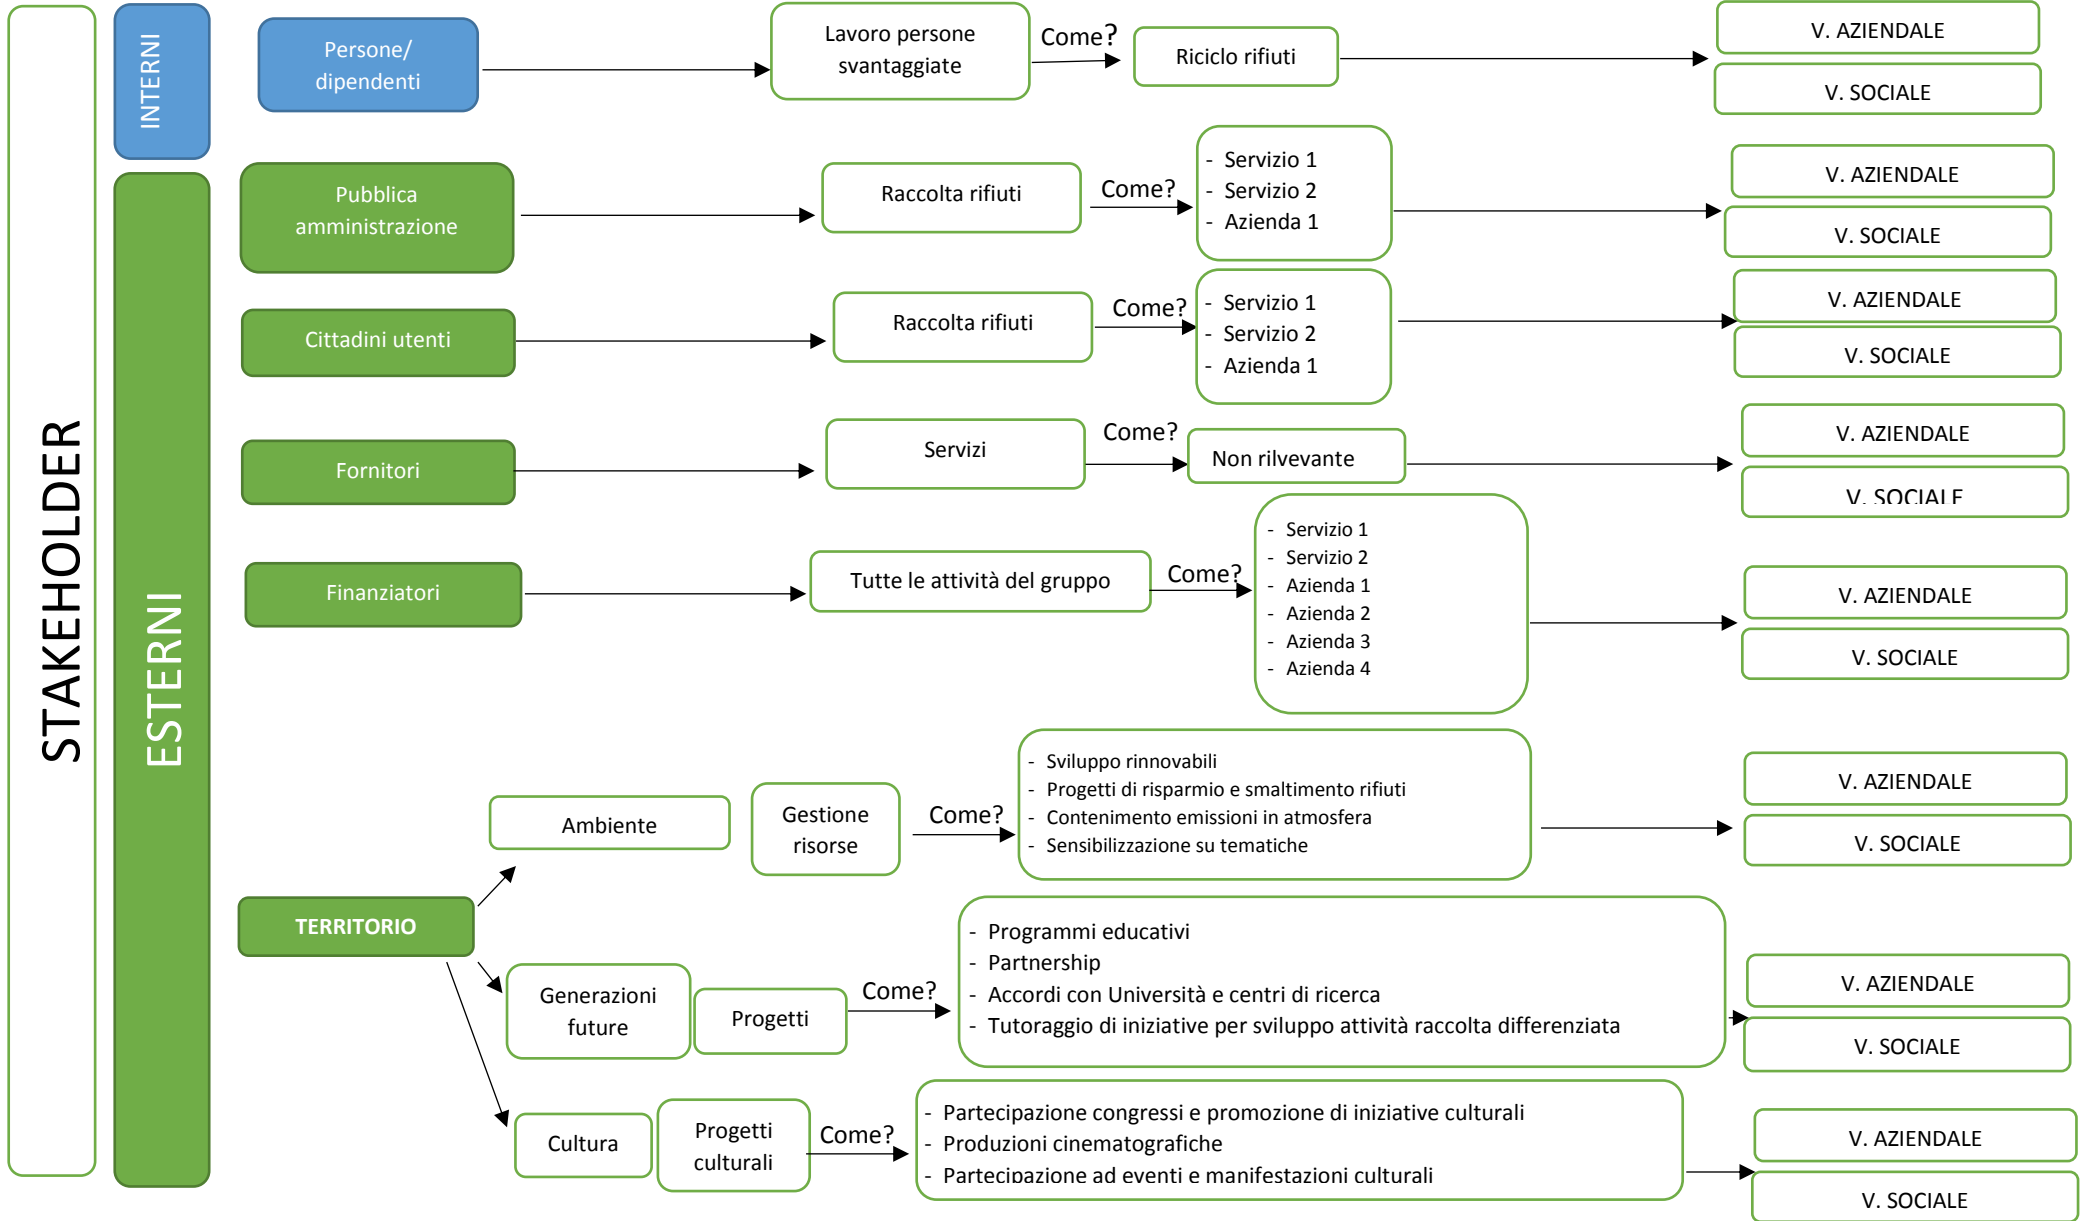 STAKEHOLDER
INTERNI
Persone/
dipendenti
Lavoro persone
svantaggiate
Come?
Riciclo rifiuti
V. AZIENDALE
V. SOCIALE
ESTERNI
Pubblica
amministrazione
Raccolta rifiuti
Come?
- Servizio 1
- Servizio 2
- Azienda 1
V. AZIENDALE
V. SOCIALE
Cittadini utenti
Raccolta rifiuti
Come?
- Servizio 1
- Servizio 2
- Azienda 1
V. AZIENDALE
V. SOCIALE
Fornitori
Servizi
Come?
Non rilvevante
V. AZIENDALE
V. SOCIALE
Finanziatori
Tutte le attività del gruppo
Come?
- Servizio 1
- Servizio 2
- Azienda 1
- Azienda 2
- Azienda 3
- Azienda 4
V. AZIENDALE
V. SOCIALE
TERRITORIO
Ambiente
Gestione
risorse
Come?
- Sviluppo rinnovabili
- Progetti di risparmio e smaltimento rifiuti
- Contenimento emissioni in atmosfera
- Sensibilizzazione su tematiche
V. AZIENDALE
V. SOCIALE
Generazioni
future
Progetti
Come?
- Programmi educativi
- Partnership
- Accordi con Università e centri di ricerca
- Tutoraggio di iniziative per sviluppo attività raccolta differenziata
V. AZIENDALE
V. SOCIALE
Cultura
Progetti
culturali
Come?
- Partecipazione congressi e promozione di iniziative culturali
- Produzioni cinematografiche
- Partecipazione ad eventi e manifestazioni culturali
V. AZIENDALE
V. SOCIALE